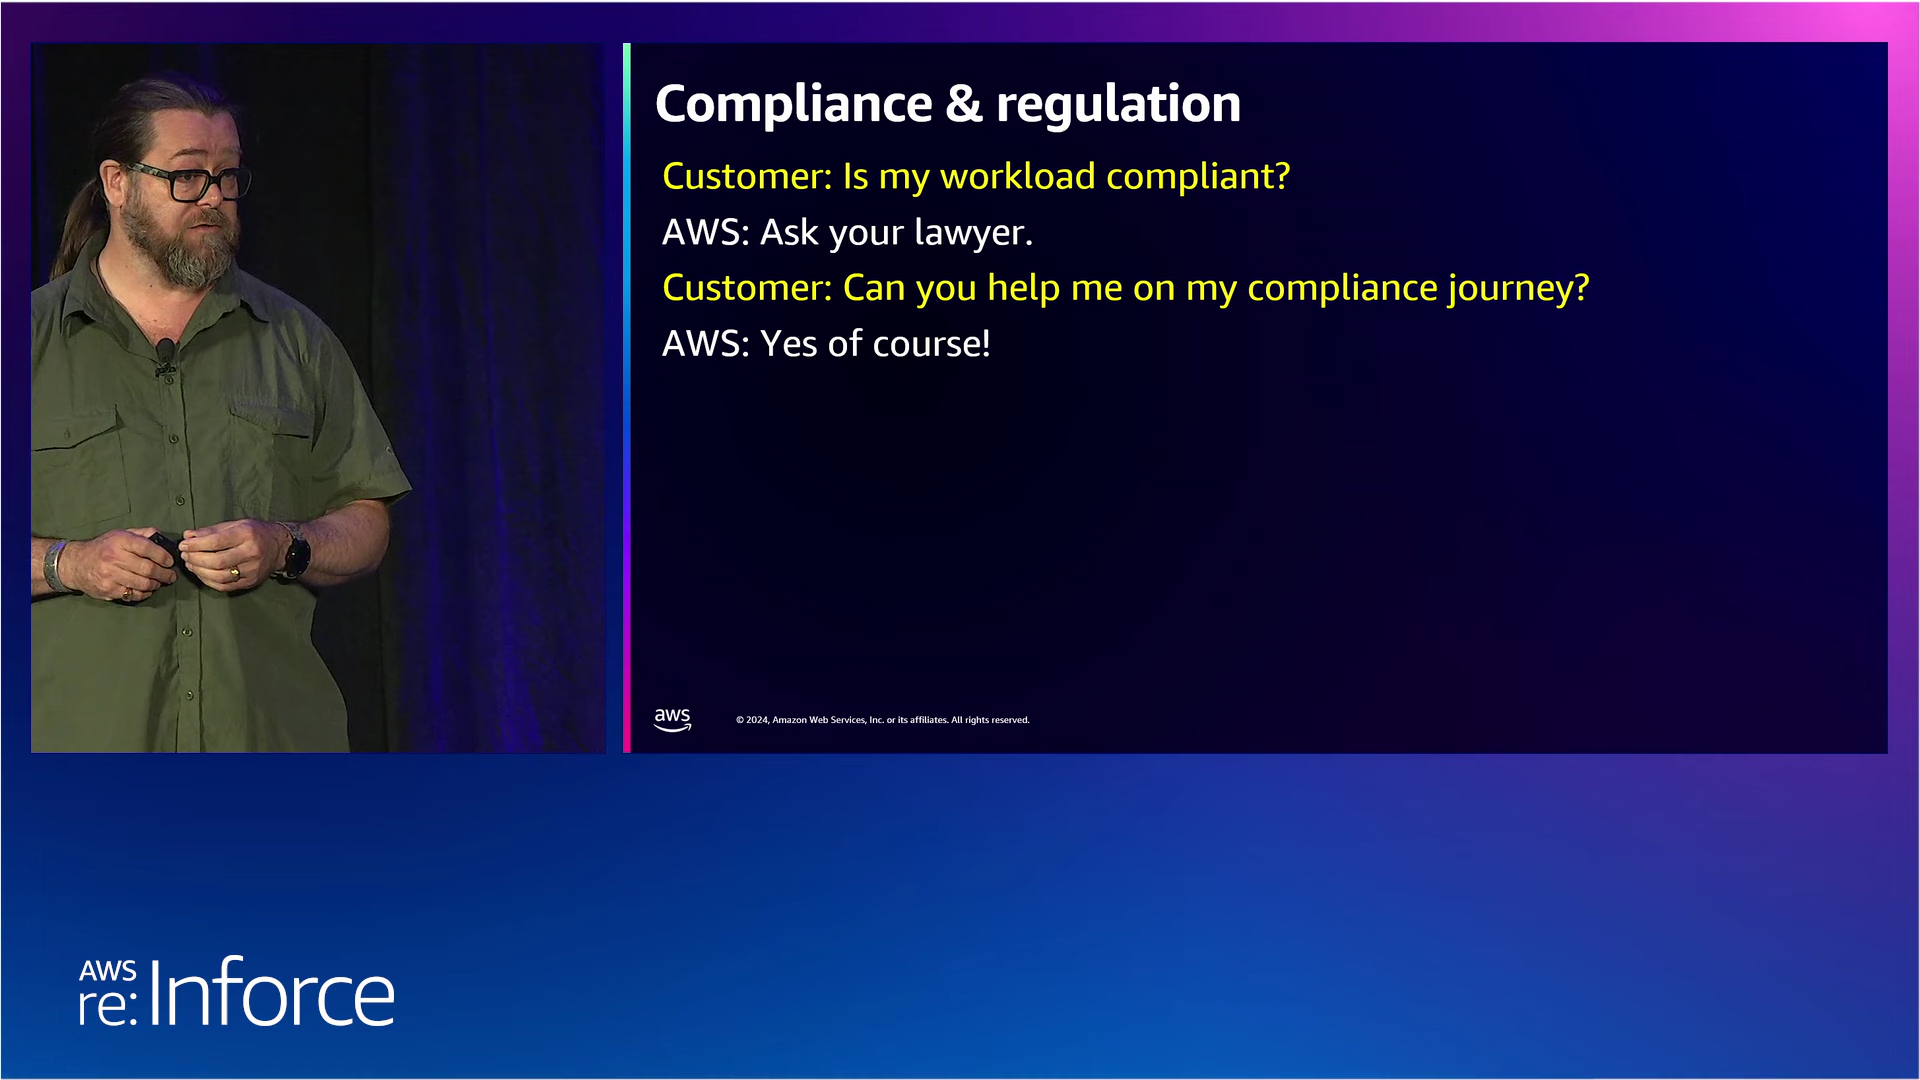 Compliance & regulation
Customer: Is my workload compliant?
AWS: Ask your lawyer.
Customer: Can you help me on my compliance journey?
AWS: Yes of course!
aws
© 2024, Amazon Web Services, Inc. or its affiliates. All rights reserved.
AWS
re:Inforce